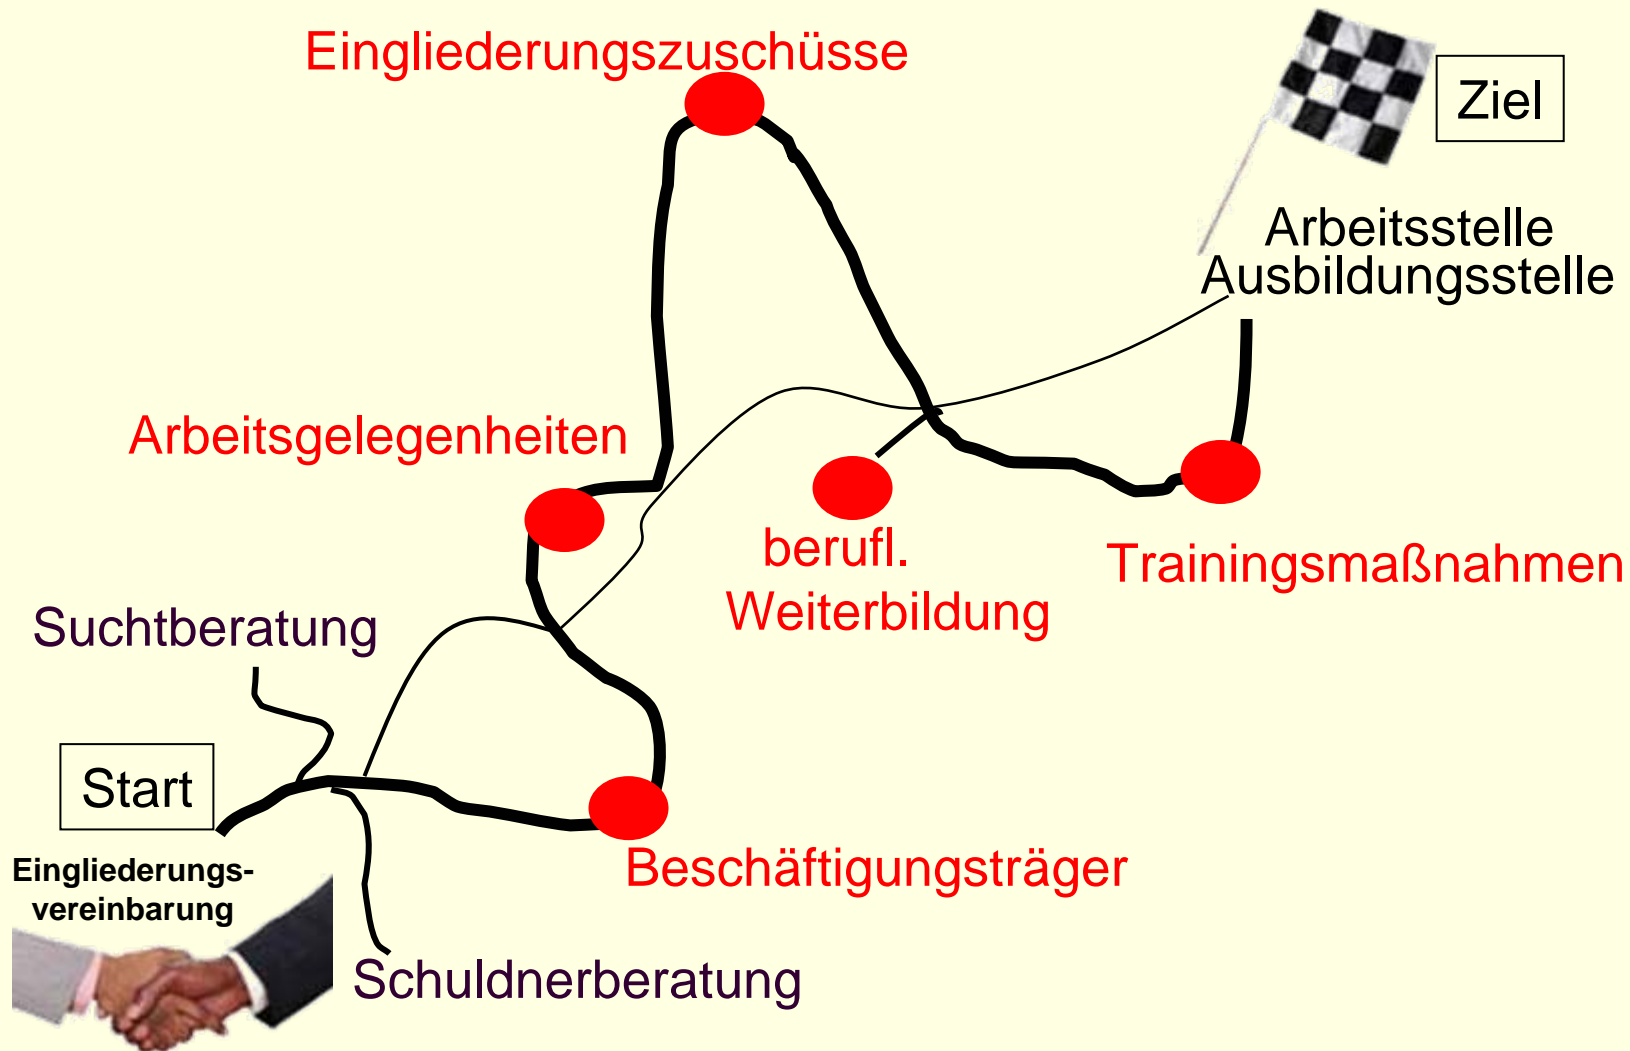 Eingliederungszuschüsse
Ziel
Arbeitsstelle
Ausbildungsstelle
Arbeitsgelegenheiten
berufl.
Weiterbildung
Trainingsmaßnahmen
Suchtberatung
Start
Eingliederungs-
vereinbarung
Beschäftigungsträger
Schuldnerberatung